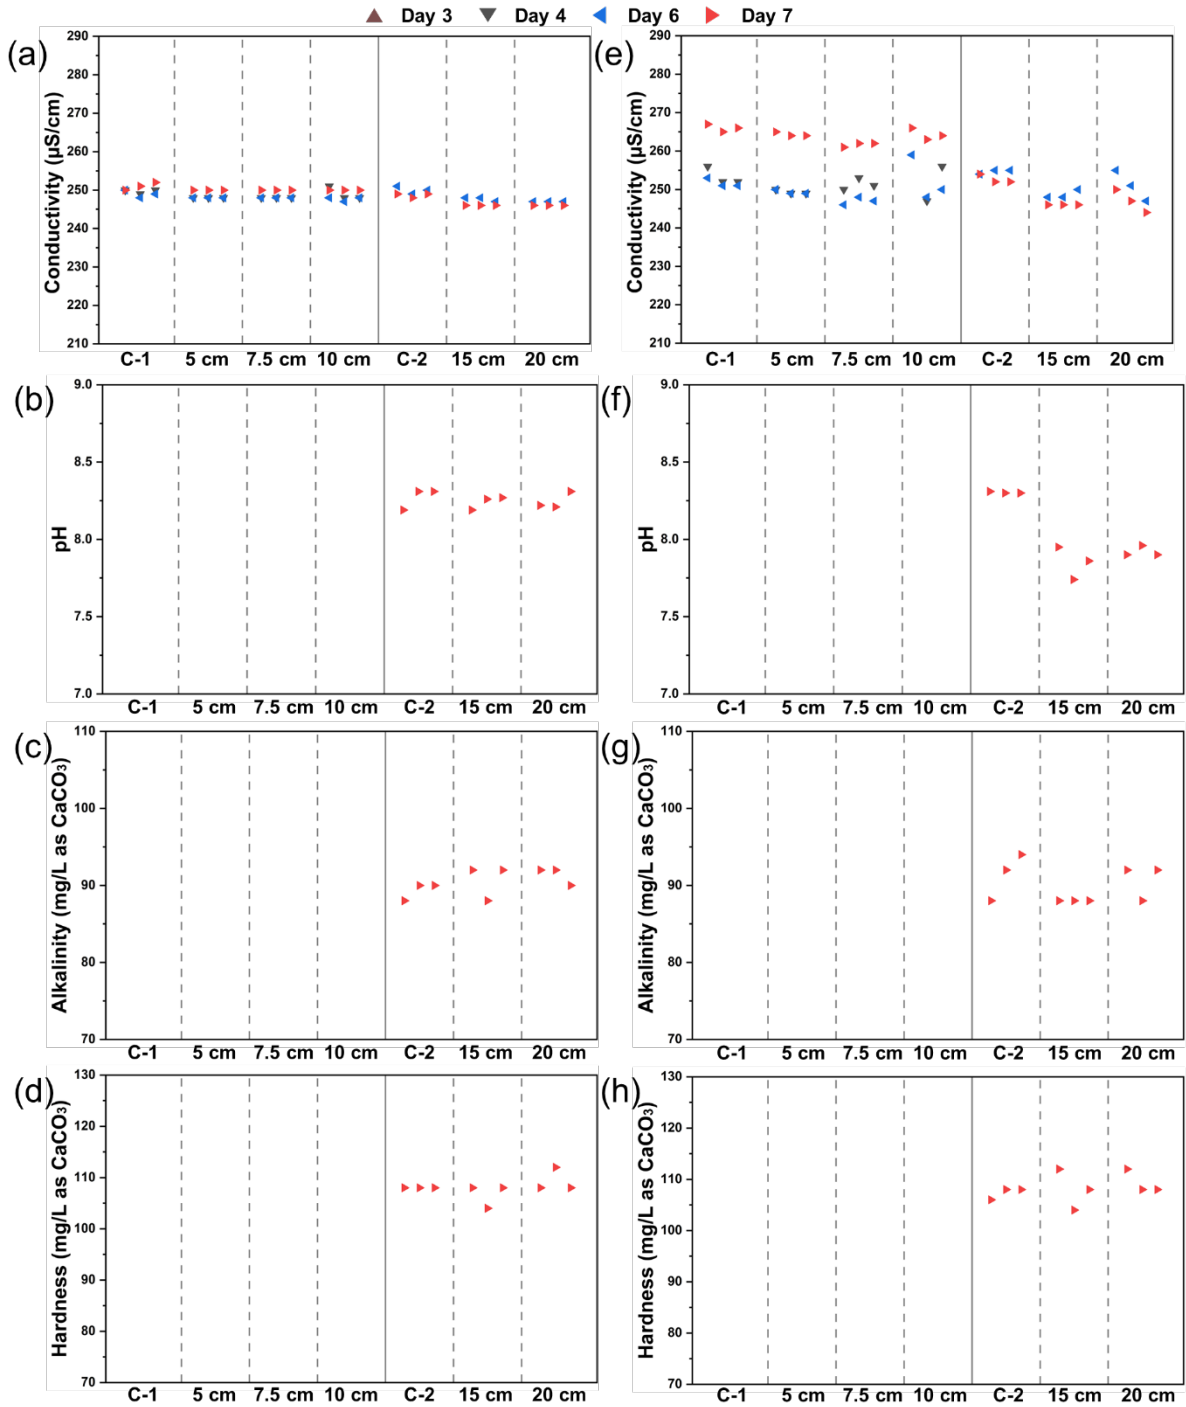 Day 3 Day 4 Day 6 Day 7
(a)
Conductivity (µS/cm)
290
280
270
260
250
240
230
220
210
C-1 5 cm 7.5 cm 10 cm C-2 15 cm 20 cm
(e)
Conductivity (µS/cm)
290
280
270
260
250
240
230
220
210
C-1 5 cm 7.5 cm 10 cm C-2 15 cm 20 cm
(b)
pH
9.0
8.5
8.0
7.5
7.0
C-1 5 cm 7.5 cm 10 cm C-2 15 cm 20 cm
(f)
pH
9.0
8.5
8.0
7.5
7.0
C-1 5 cm 7.5 cm 10 cm C-2 15 cm 20 cm
(c)
Alkalinity (mg/L as CaCO₃)
110
100
90
80
70
C-1 5 cm 7.5 cm 10 cm C-2 15 cm 20 cm
(g)
Alkalinity (mg/L as CaCO₃)
110
100
90
80
70
C-1 5 cm 7.5 cm 10 cm C-2 15 cm 20 cm
(d)
Hardness (mg/L as CaCO₃)
130
120
110
100
90
80
70
C-1 5 cm 7.5 cm 10 cm C-2 15 cm 20 cm
(h)
Hardness (mg/L as CaCO₃)
130
120
110
100
90
80
70
C-1 5 cm 7.5 cm 10 cm C-2 15 cm 20 cm